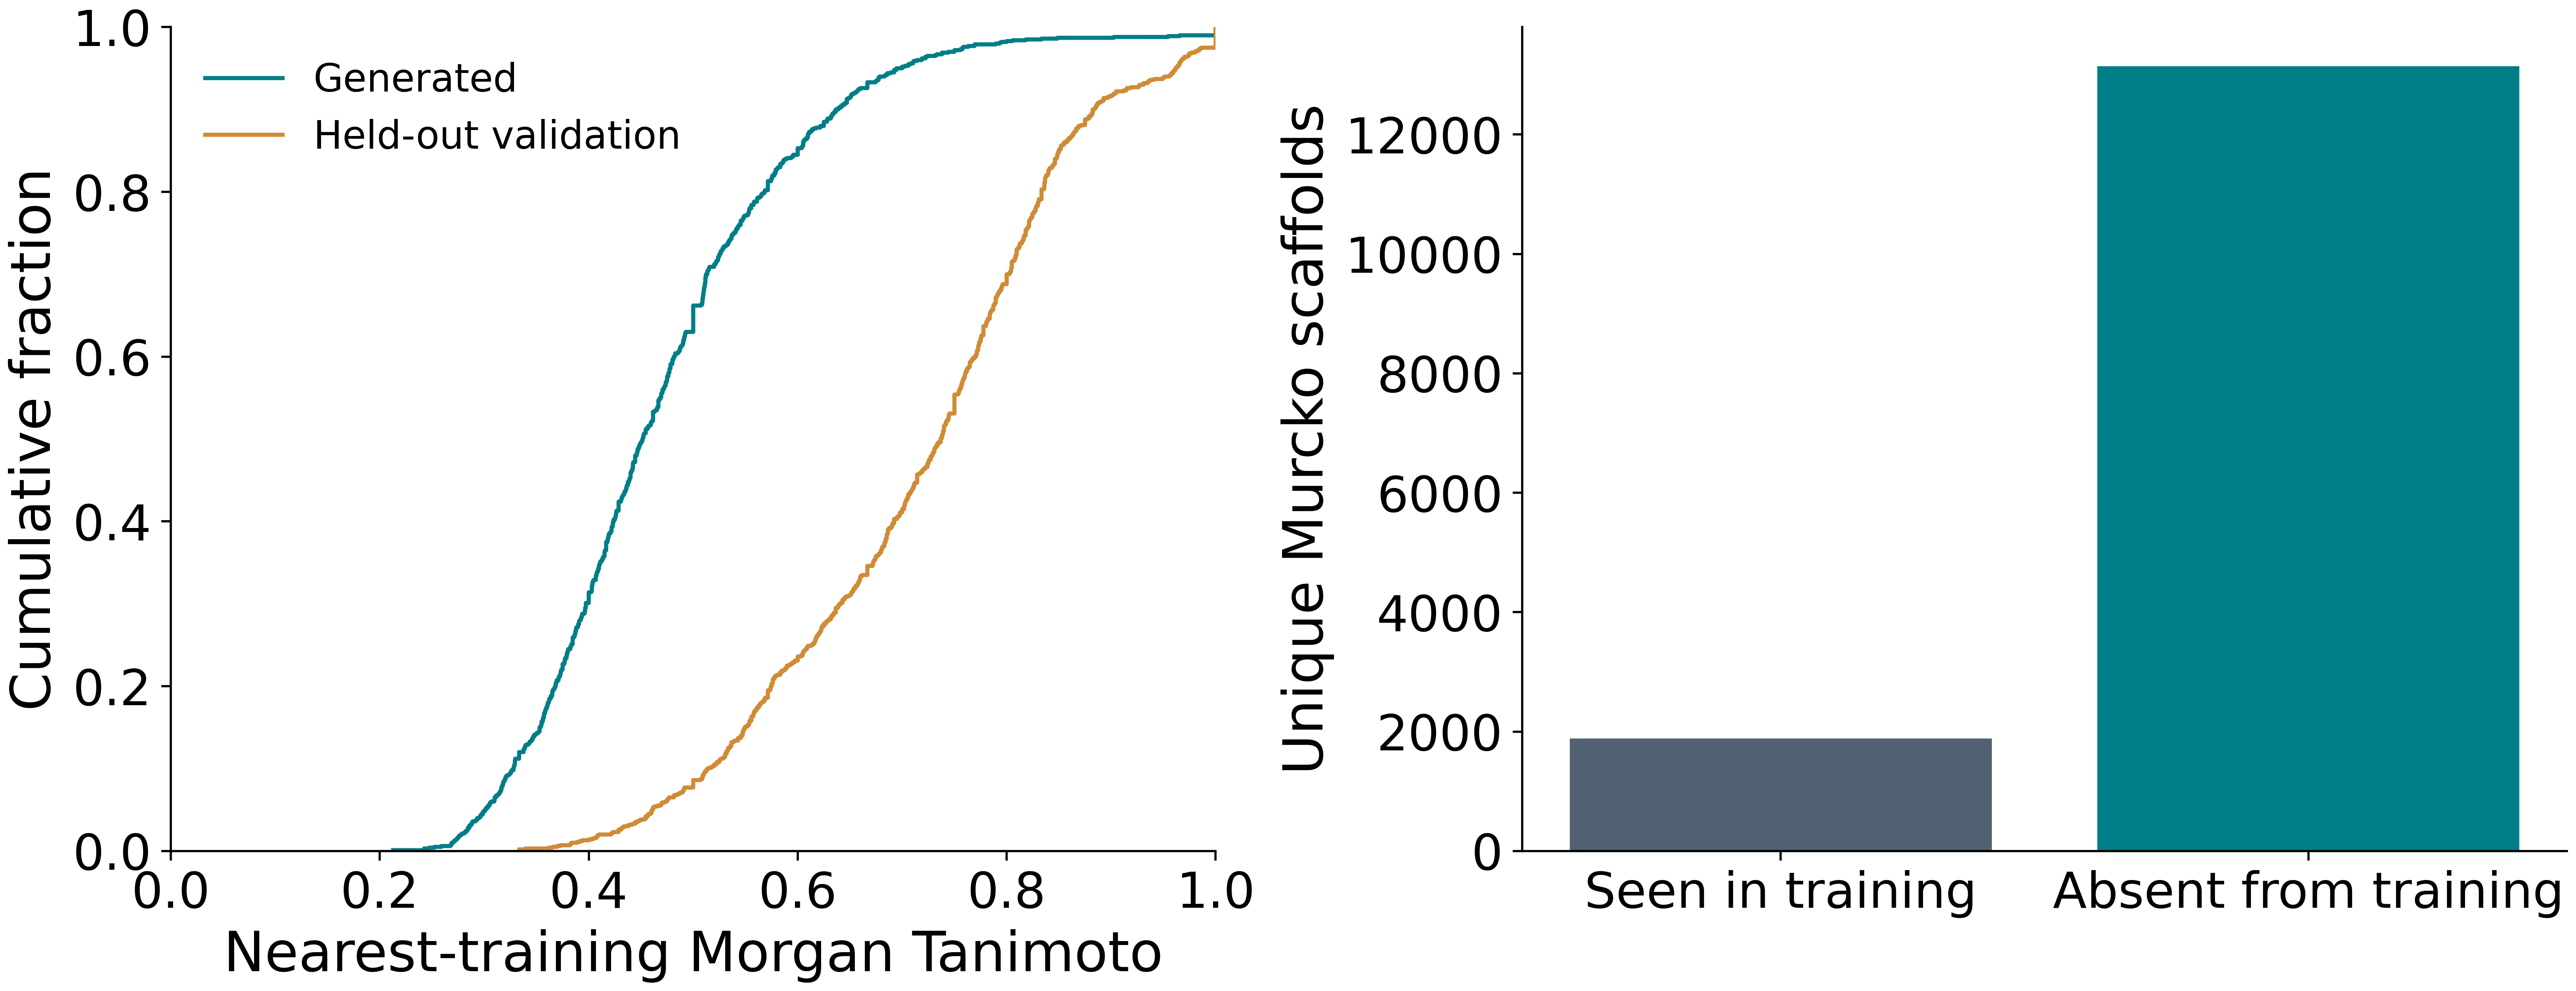 Cumulative fraction
1.0
0.8
0.6
0.4
0.2
0.0
Generated
Held-out validation
0.0 0.2 0.4 0.6 0.8 1.0
Nearest-training Morgan Tanimoto
Unique Murcko scaffolds
12000
10000
8000
6000
4000
2000
0
Seen in training Absent from training